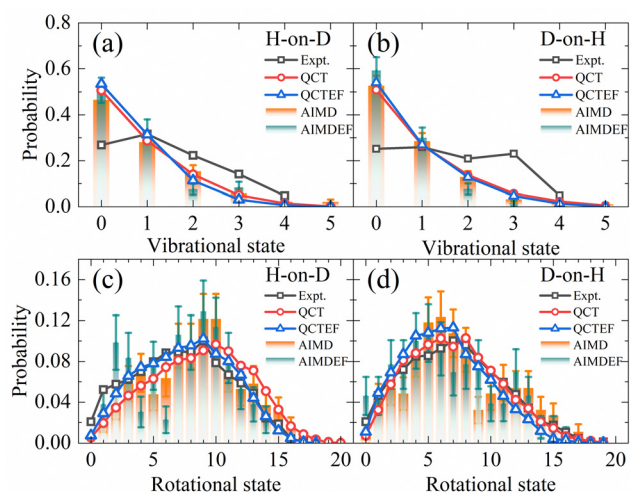 (a) H-on-D
Expt.
QCT
QCTEF
AIMD
AIMDEF
(b) D-on-H
Expt.
QCT
QCTEF
AIMD
AIMDEF
Probability
0.8
0.6
0.4
0.2
0.0
0 1 2 3 4 5
0 1 2 3 4 5
Vibrational state
Vibrational state
(c) H-on-D
Expt.
QCT
QCTEF
AIMD
AIMDEF
(d) D-on-H
Expt.
QCT
QCTEF
AIMD
AIMDEF
Probability
0.16
0.12
0.08
0.04
0.00
0 5 10 15 20
0 5 10 15 20
Rotational state
Rotational state